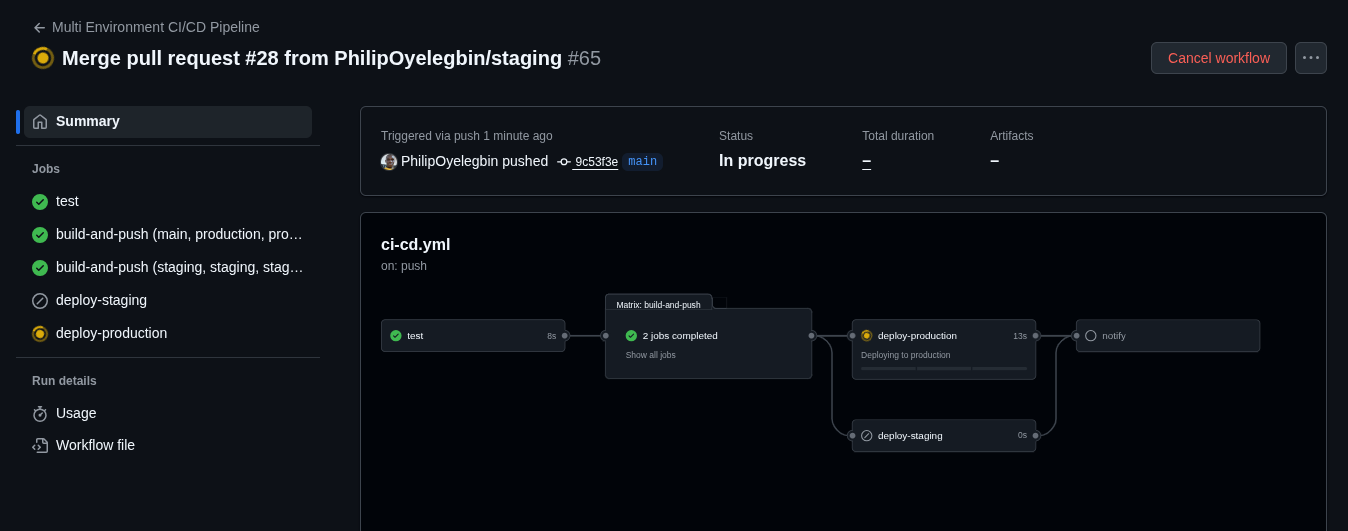 Multi Environment CI/CD Pipeline
Merge pull request #28 from PhilipOyelegbin/staging #65
Cancel workflow
Summary
Jobs
test
build-and-push (main, production, pro…
build-and-push (staging, staging, stag…
deploy-staging
deploy-production
Run details
Usage
Workflow file
Triggered via push 1 minute ago
PhilipOyelegbin pushed 9c53f3e main
Status
In progress
Total duration
–
Artifacts
–
ci-cd.yml
on: push
test 8s
Matrix: build-and-push
2 jobs completed
Show all jobs
deploy-production 13s
Deploying to production
deploy-staging 0s
notify